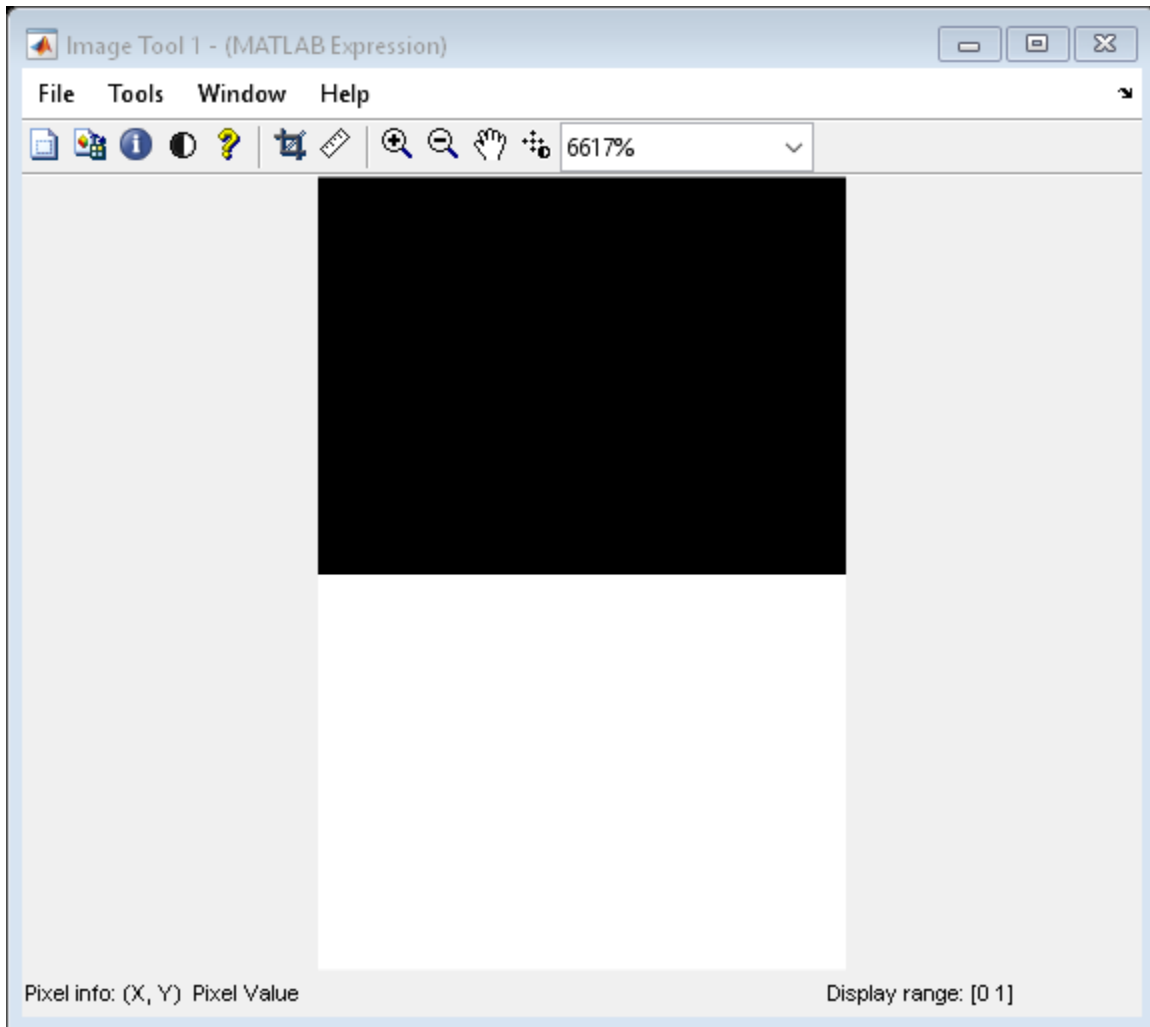 Image Tool 1 - (MATLAB Expression)
File Tools Window Help
6617%
Pixel info: (X, Y) Pixel Value
Display range: [0 1]